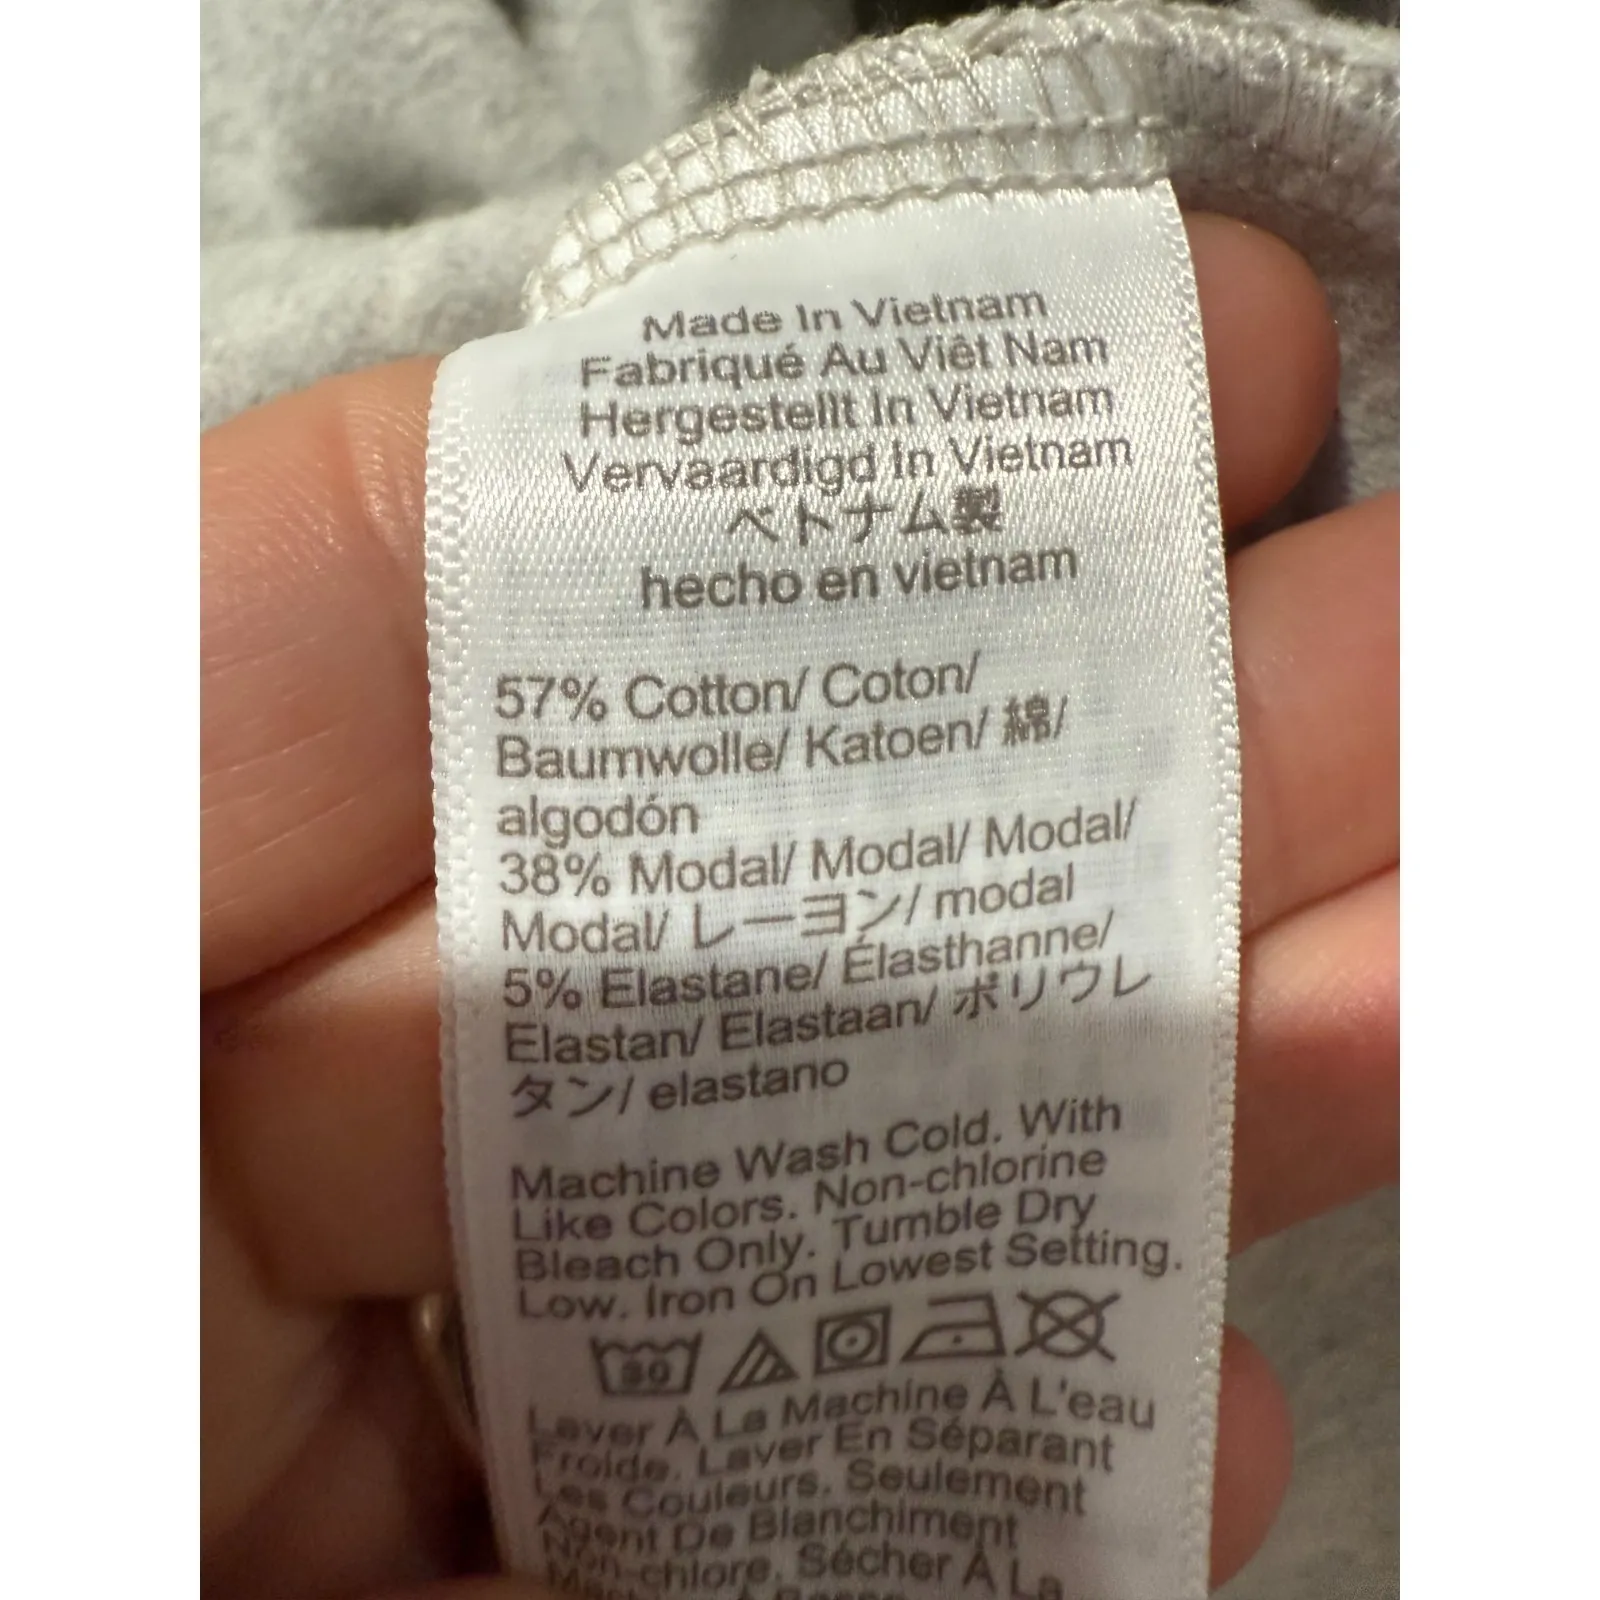 Made In Vietnam
Fabriqué Au Viêt Nam
Hergestellt In Vietnam
Vervaardigd In Vietnam
ベトナム製
hecho en vietnam
57% Cotton/ Coton/
Baumwolle/ Katoen/ 綿/
algodón
38% Modal/ Modal/ Modal/
Modal/ レーヨン/ modal
5% Elastane/ Élasthanne/
Elastan/ Elastaan/ ポリウレ
タン/ elastano
Machine Wash Cold. With
Like Colors. Non-chlorine
Bleach Only. Tumble Dry
Low. Iron On Lowest Setting.
30
Laver À La Machine À L'eau
Froide. Laver En Séparant
Les Couleurs. Seulement
Agent De Blanchiment
Non-chlore. Sécher À La